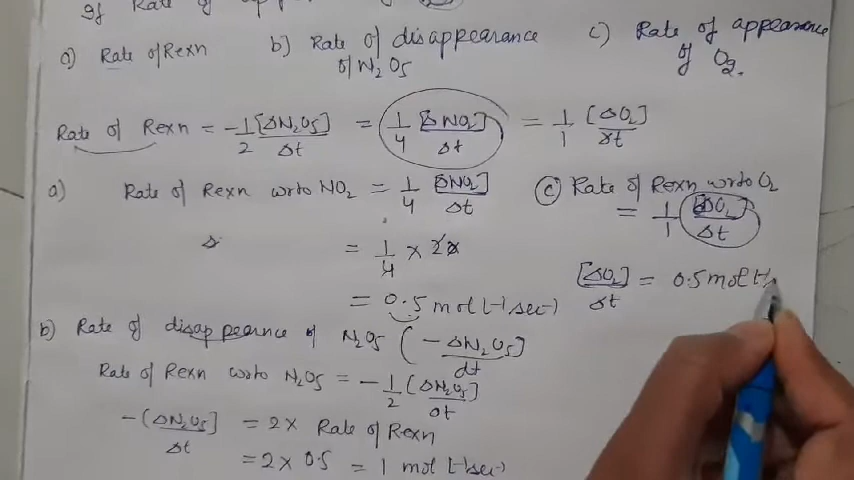 If Rate of
a) Rate of Rexn b) Rate of disappearance of N2O5 c) Rate of appearance of O2.
Rate of Rexn = -1/2 [ΔN2O5]/Δt = 1/4 [ΔNO2]/Δt = 1/1 [ΔO2]/Δt
a) Rate of Rexn wrto NO2 = 1/4 [ΔNO2]/Δt
= 1/4 × 2
= 0.5 mol L-1 sec-1
b) Rate of disappearance of N2O5 (-ΔN2O5]/dt
Rate of Rexn wrto N2O5 = -1/2 [ΔN2O5]/Δt
-[ΔN2O5]/Δt = 2 × Rate of Rexn
= 2 × 0.5 = 1 mol L-1 sec-1
c) Rate of Rexn wrto O2
= 1/1 [ΔO2]/Δt
[ΔO2]/Δt = 0.5 mol L-1